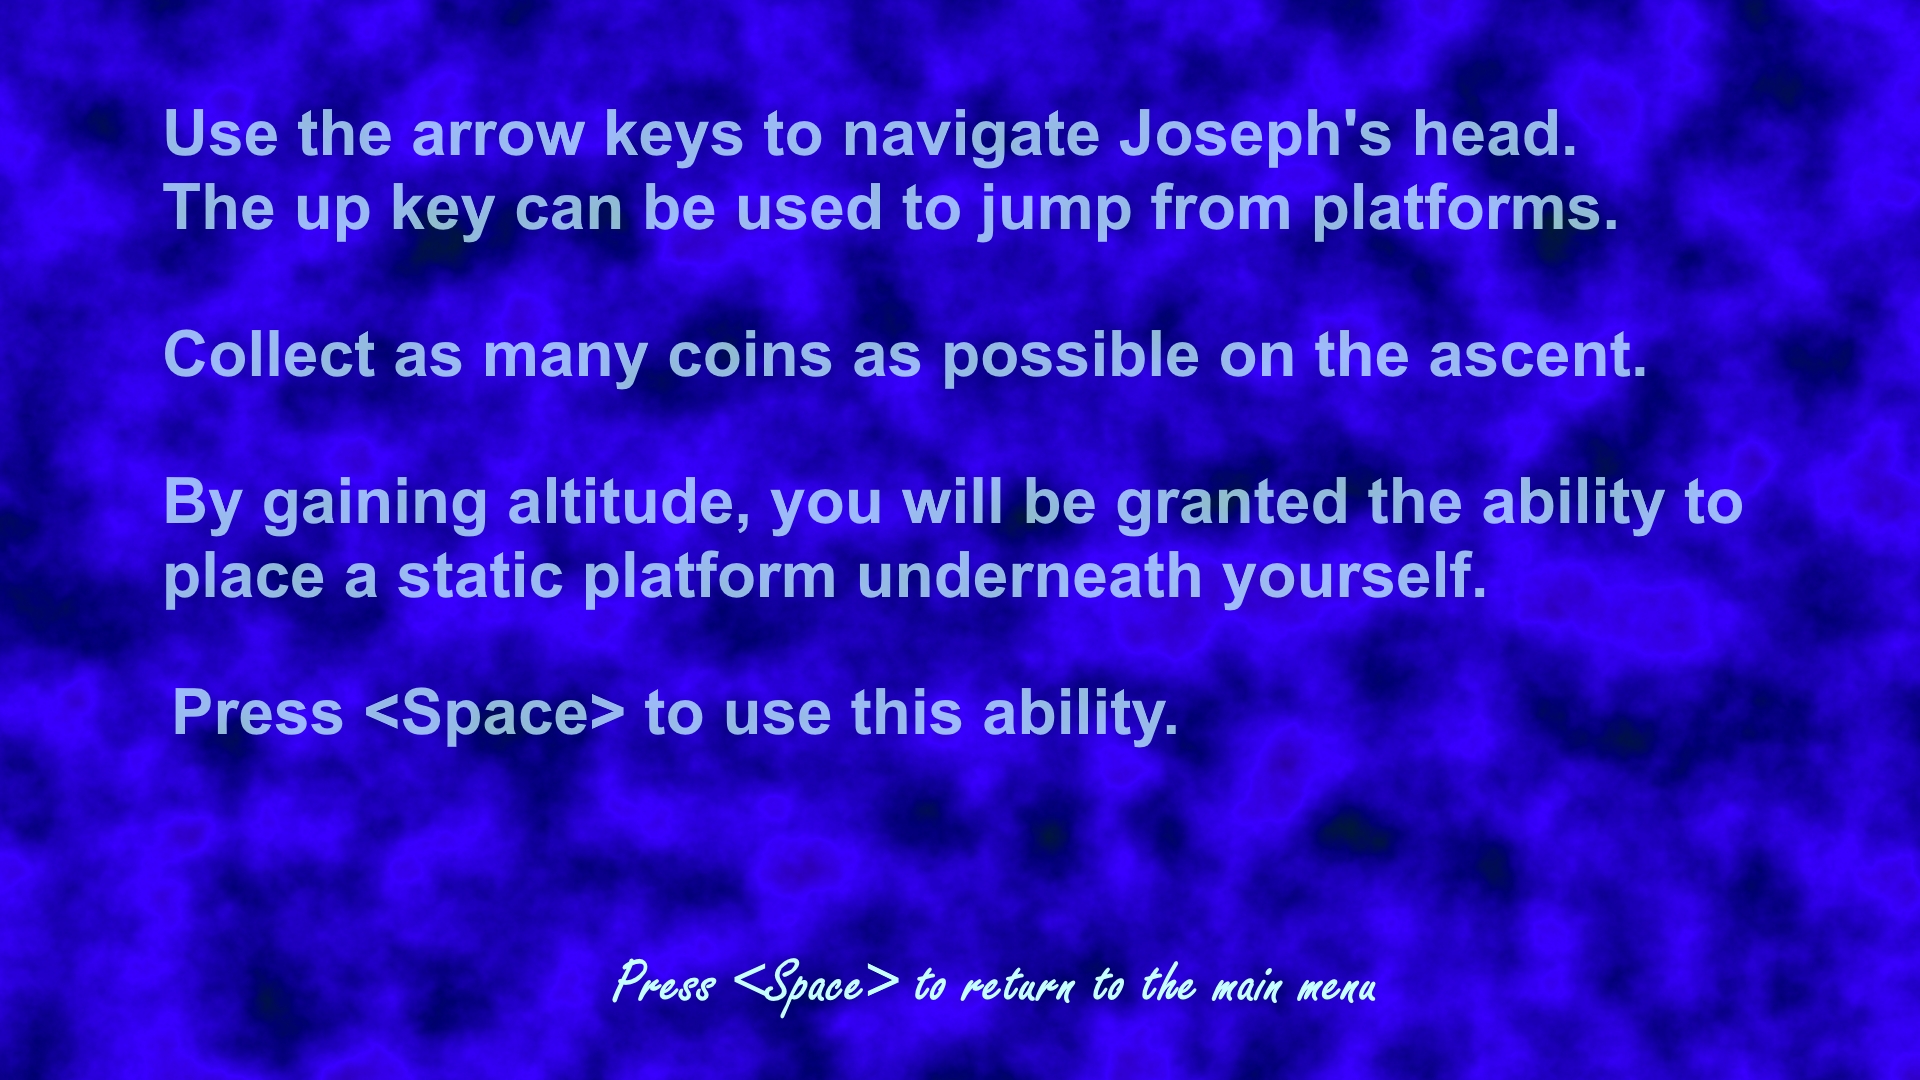 Use the arrow keys to navigate Joseph's head.
The up key can be used to jump from platforms.
Collect as many coins as possible on the ascent.
By gaining altitude, you will be granted the ability to
place a static platform underneath yourself.
Press <Space> to use this ability.
Press <Space> to return to the main menu